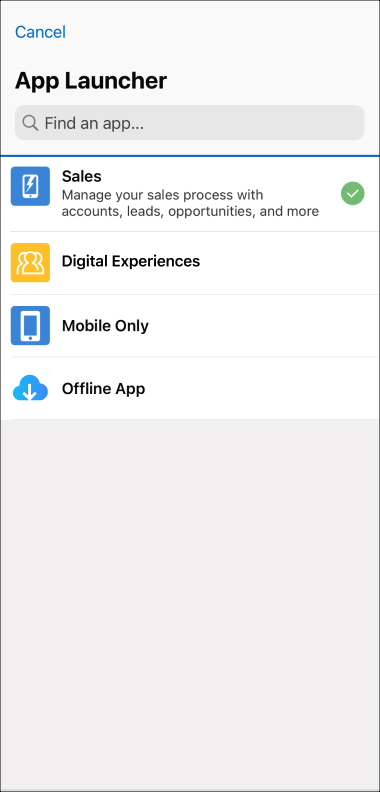 Cancel
App Launcher
Find an app...
Sales
Manage your sales process with
accounts, leads, opportunities, and more
Digital Experiences
Mobile Only
Offline App